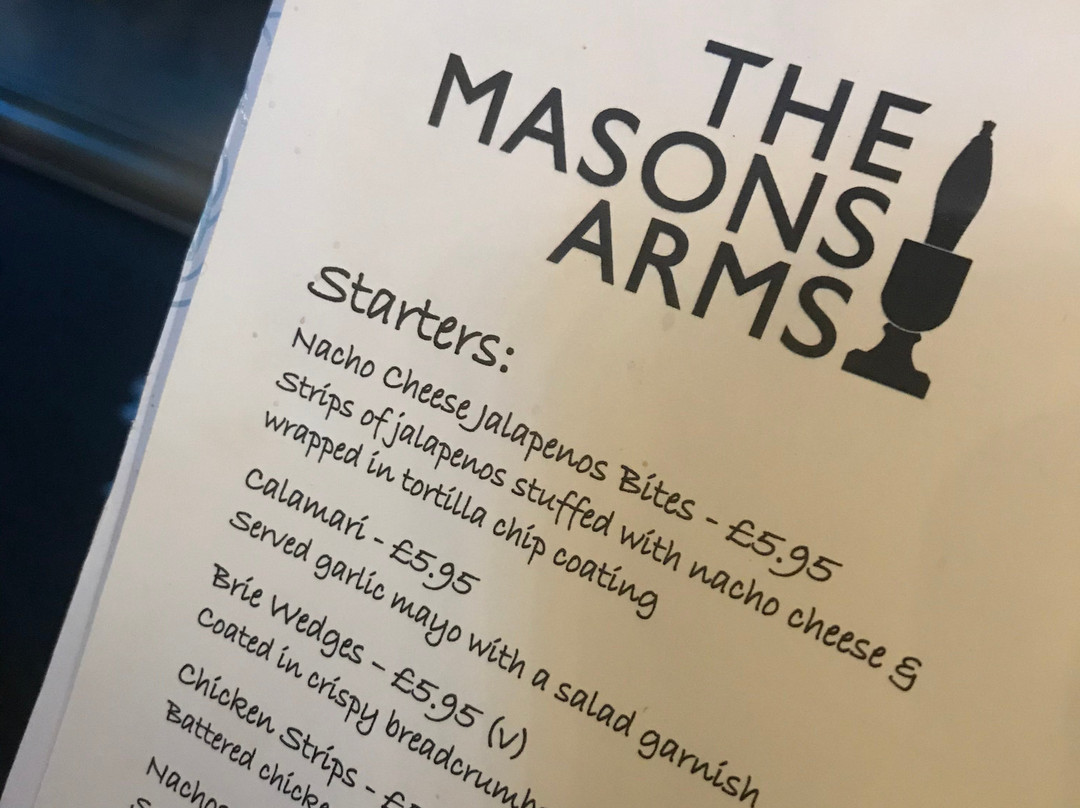 THE
MASONS
ARMS
Starters:
Nacho Cheese Jalapenos Bites - £5.95
Strips of jalapenos stuffed with nacho cheese &
wrapped in tortilla chip coating
Calamari - £5.95
Served garlic mayo with a salad garnish
Brie Wedges - £5.95 (v)
Coated in crispy
Chicken Strips -
Battered
Nachos